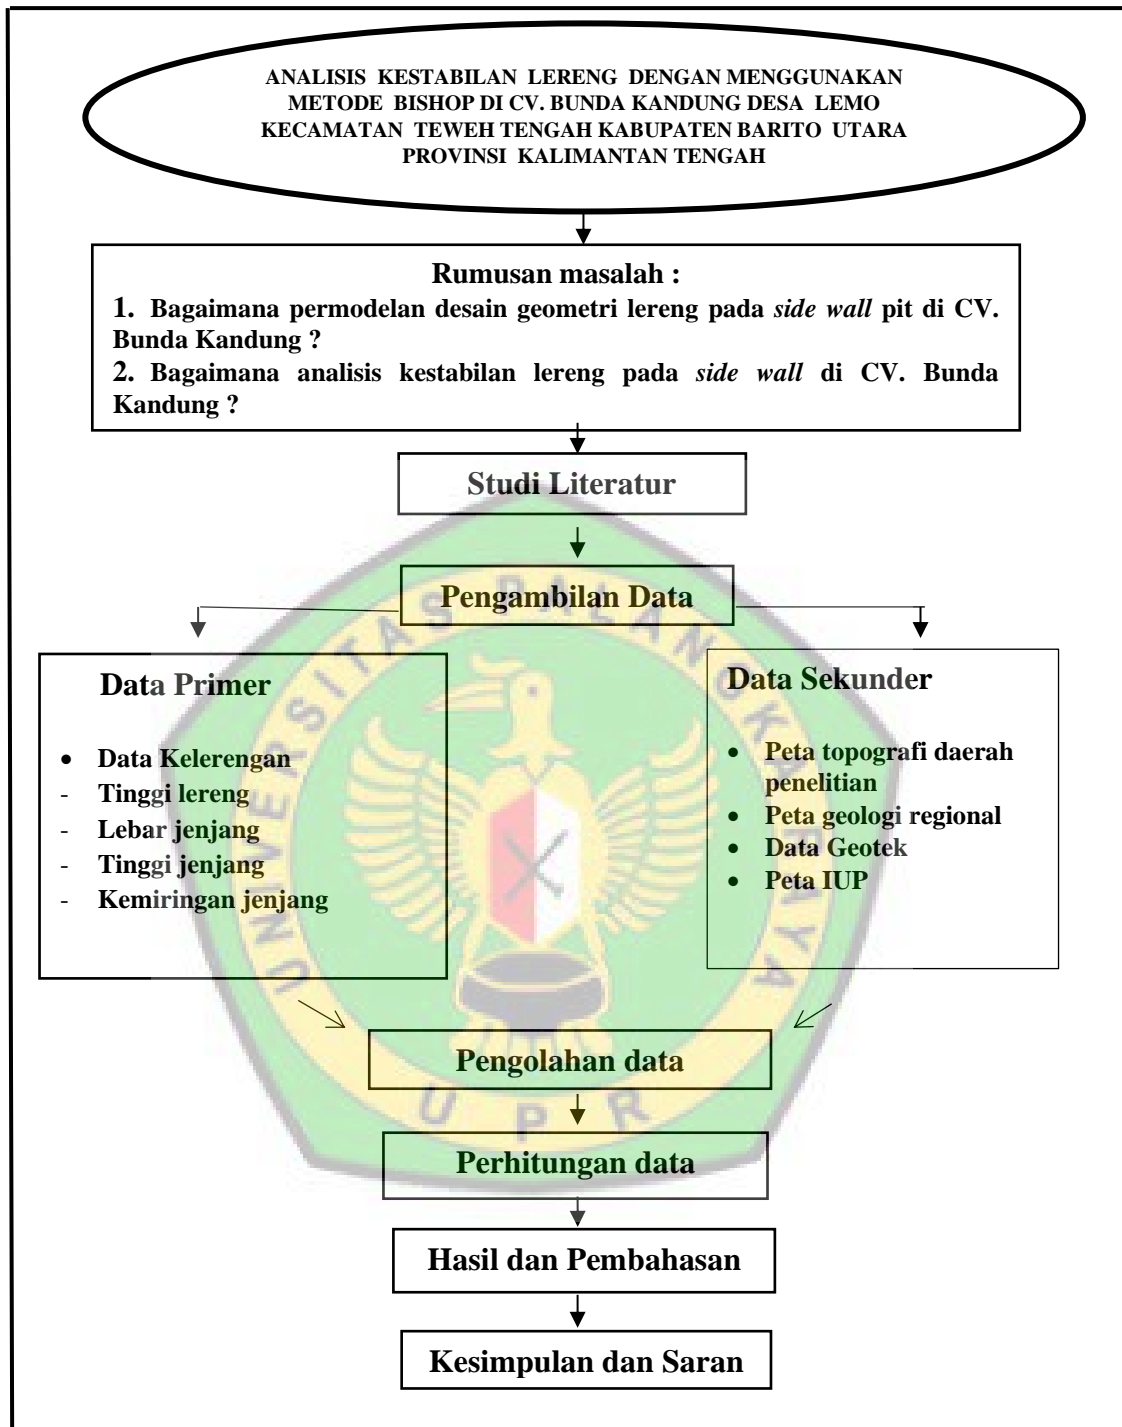 ANALISIS KESTABILAN LERENG DENGAN MENGGUNAKAN
METODE BISHOP DI CV. BUNDA KANDUNG DESA LEMO
KECAMATAN TEWEH TENGAH KABUPATEN BARITO UTARA
PROVINSI KALIMANTAN TENGAH
Rumusan masalah :
1. Bagaimana permodelan desain geometri lereng pada side wall pit di CV.
Bunda Kandung ?
2. Bagaimana analisis kestabilan lereng pada side wall di CV. Bunda
Kandung ?
Studi Literatur
Pengambilan Data
Data Primer
• Data Kelerengan
- Tinggi lereng
- Lebar jenjang
- Tinggi jenjang
- Kemiringan jenjang
Data Sekunder
• Peta topografi daerah
penelitian
• Peta geologi regional
• Data Geotek
• Peta IUP
Pengolahan data
Perhitungan data
Hasil dan Pembahasan
Kesimpulan dan Saran
UNIVERSITAS PALANGKA RAYA
UPR